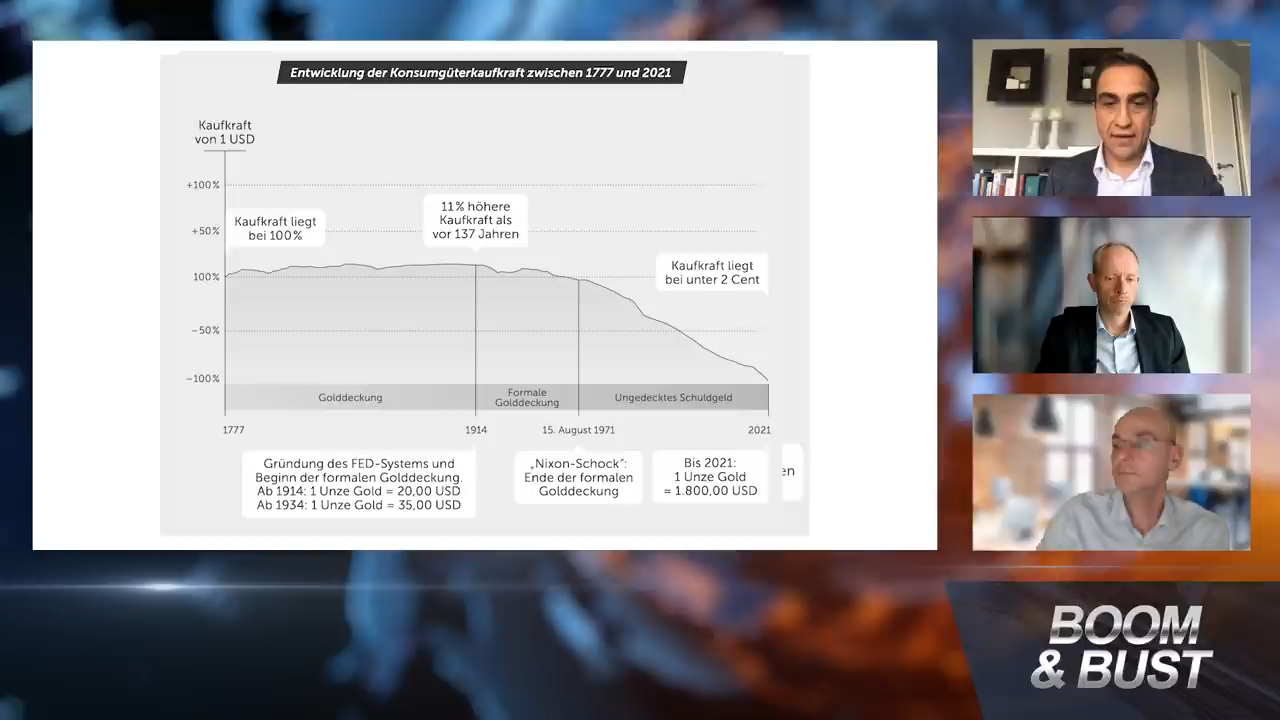 Entwicklung der Konsumgüterkaufkraft zwischen 1777 und 2021
Kaufkraft
von 1 USD
+100%
+50%
100%
−50%
−100%
Kaufkraft liegt
bei 100%
11% höhere
Kaufkraft als
vor 137 Jahren
Kaufkraft liegt
bei unter 2 Cent
Golddeckung
Formale
Golddeckung
Ungedecktes Schuldgeld
1777
1914
15. August 1971
2021
Gründung des FED-Systems und
Beginn der formalen Golddeckung.
Ab 1914: 1 Unze Gold = 20,00 USD
Ab 1934: 1 Unze Gold = 35,00 USD
„Nixon-Schock“:
Ende der formalen
Golddeckung
Bis 2021:
1 Unze Gold
= 1.800,00 USD
en
BOOM
& BUST